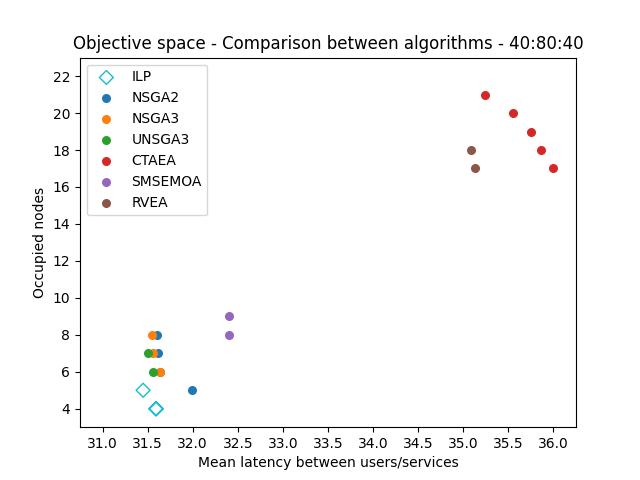 Objective space - Comparison between algorithms - 40:80:40
22
20
18
16
14
12
10
8
6
4
Occupied nodes
ILP
NSGA2
NSGA3
UNSGA3
CTAEA
SMSEMOA
RVEA
31.0 31.5 32.0 32.5 33.0 33.5 34.0 34.5 35.0 35.5 36.0
Mean latency between users/services